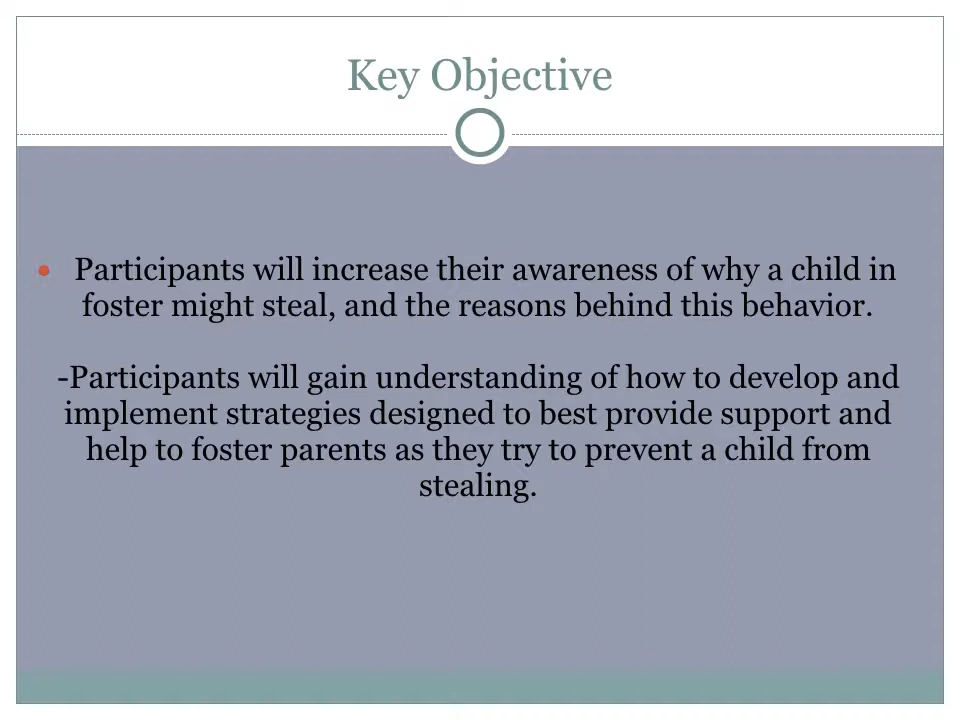 Key Objective
• Participants will increase their awareness of why a child in
foster might steal, and the reasons behind this behavior.
-Participants will gain understanding of how to develop and
implement strategies designed to best provide support and
help to foster parents as they try to prevent a child from
stealing.